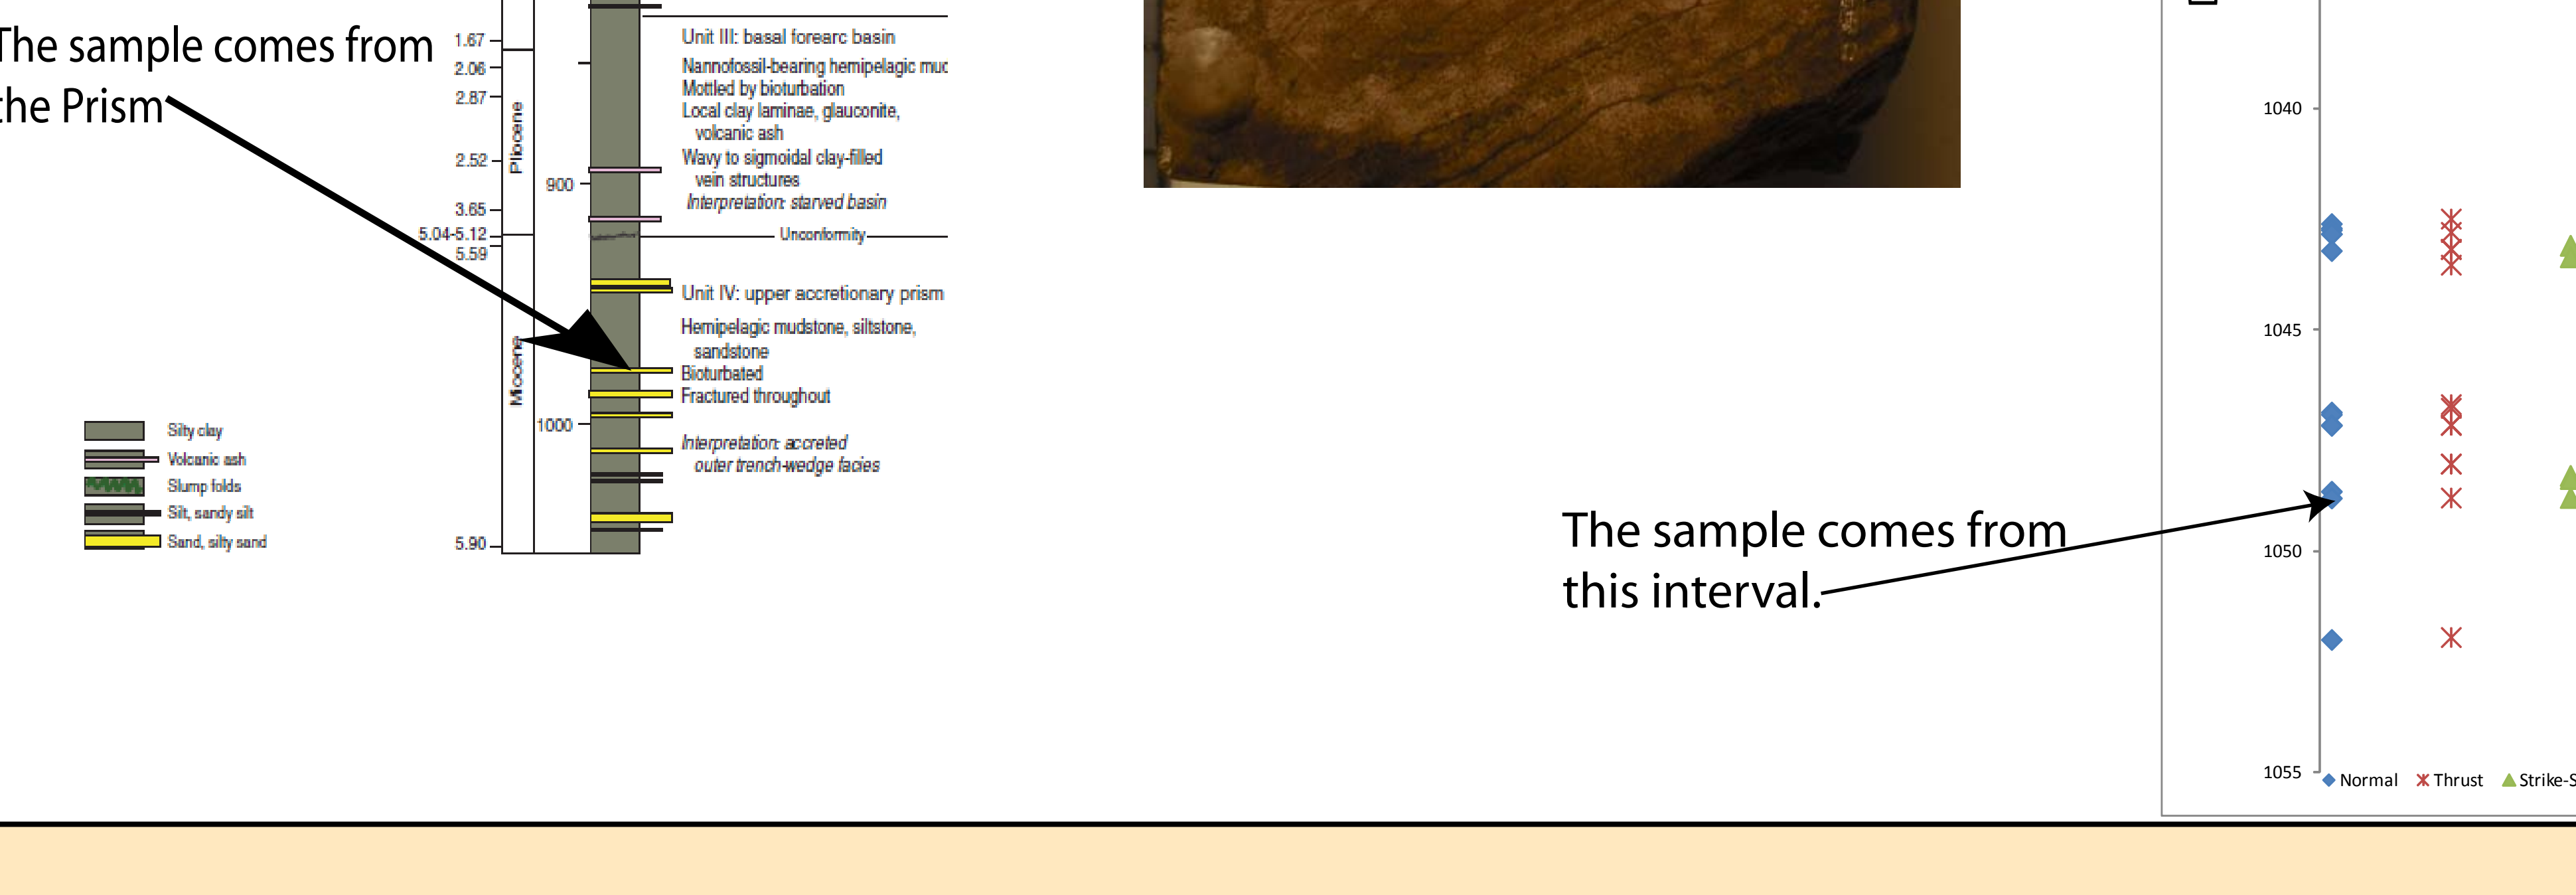 The sample comes from
the Prism
1.67
2.06
2.87
2.52
3.65
5.04-5.12
5.59
5.90
Pliocene
Miocene
900
1000
Unit III: basal forearc basin
Nannofossil-bearing hemipelagic
Mottled by bioturbation
Local clay laminae, glauconite,
volcanic ash
Wavy to sigmoidal clay-filled
vein structures
Interpretation: starved basin
Unconformity
Unit IV: upper accretionary prism
Hemipelagic mudstone, siltstone,
sandstone
Bioturbated
Fractured throughout
Interpretation: accreted
outer trench-wedge facies
Silty clay
Volcanic ash
Slump folds
Silt, sandy silt
Sand, silty sand
The sample comes from
this interval.
1040
1045
1050
1055
Normal Thrust Strike-S